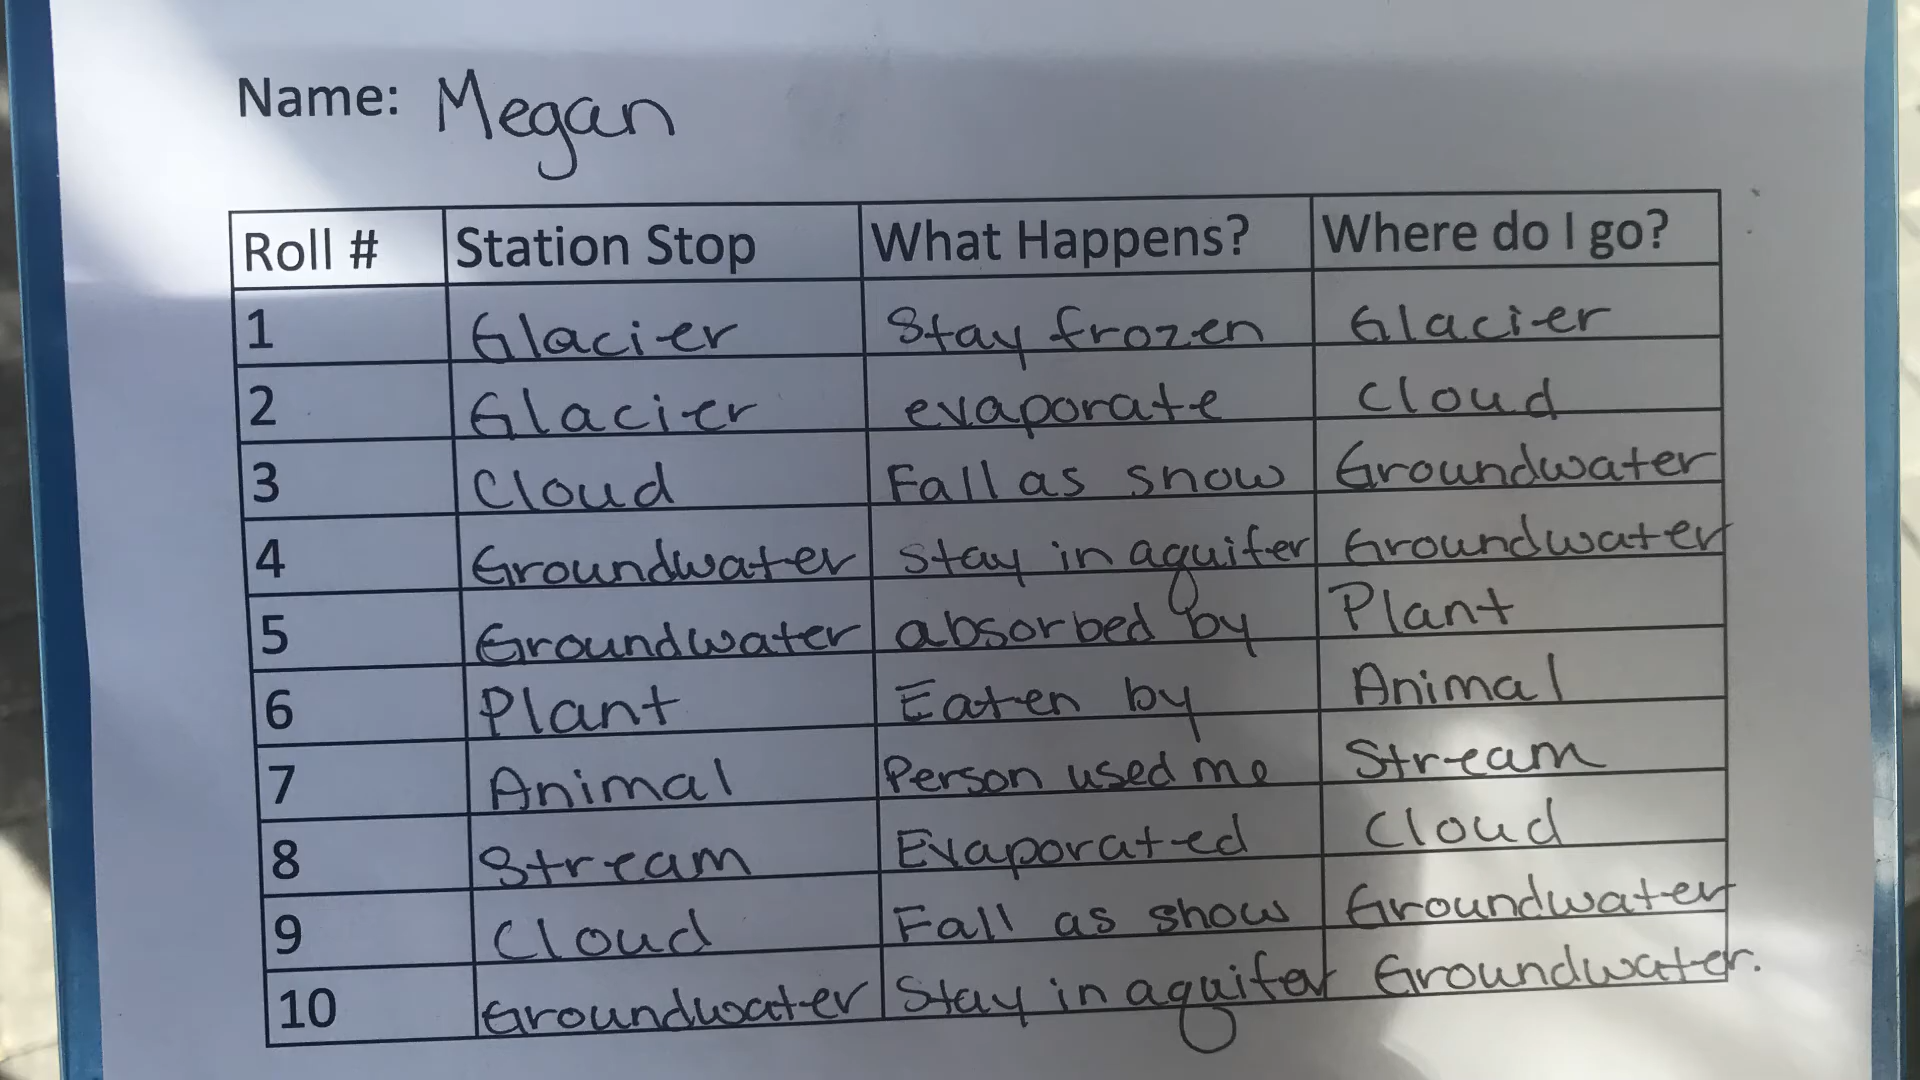 Name: Megan
Roll # Station Stop What Happens? Where do I go?
1 Glacier Stay frozen Glacier
2 Glacier evaporate Cloud
3 Cloud Fall as snow Groundwater
4 Groundwater stay in aquifer Groundwater
5 Groundwater absorbed by Plant
6 Plant Eaten by Animal
7 Animal Person used me Stream
8 Stream Evaporated Cloud
9 Cloud Fall as show Groundwater
10 Groundwater Stay in aquifer Groundwater.